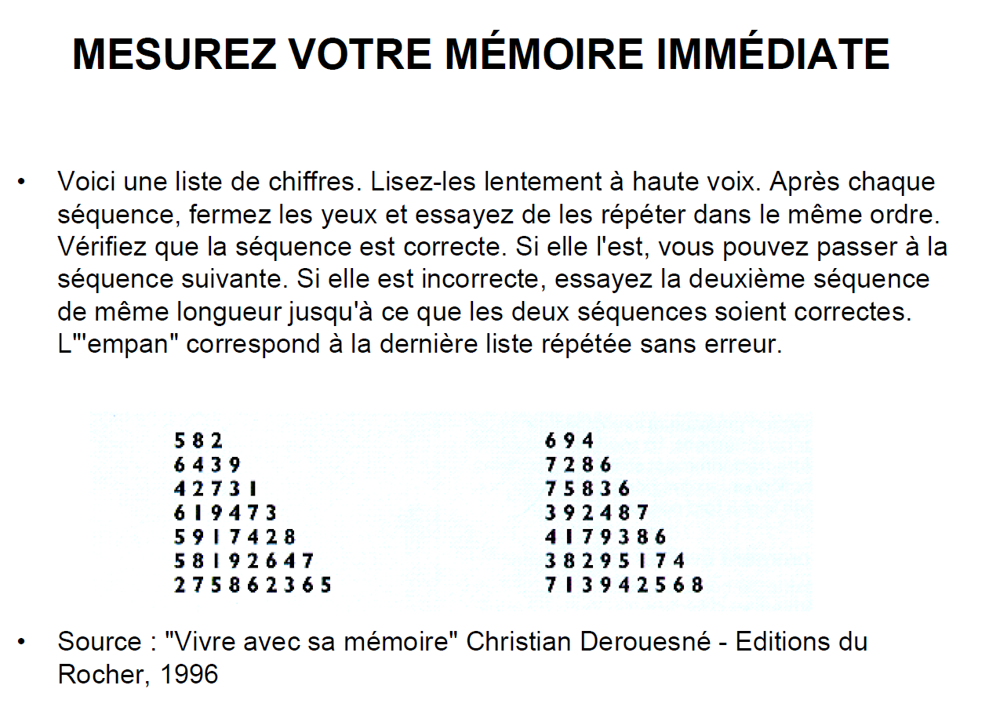 MESUREZ VOTRE MÉMOIRE IMMÉDIATE
• Voici une liste de chiffres. Lisez-les lentement à haute voix. Après chaque
séquence, fermez les yeux et essayez de les répéter dans le même ordre.
Vérifiez que la séquence est correcte. Si elle l'est, vous pouvez passer à la
séquence suivante. Si elle est incorrecte, essayez la deuxième séquence
de même longueur jusqu'à ce que les deux séquences soient correctes.
L"'empan" correspond à la dernière liste répétée sans erreur.
5 8 2 6 9 4
6 4 3 9 7 2 8 6
4 2 7 3 1 7 5 8 3 6
6 1 9 4 7 3 3 9 2 4 8 7
5 9 1 7 4 2 8 4 1 7 9 3 8 6
5 8 1 9 2 6 4 7 3 8 2 9 5 1 7 4
2 7 5 8 6 2 3 6 5 7 1 3 9 4 2 5 6 8
• Source : "Vivre avec sa mémoire" Christian Derouesné - Editions du
Rocher, 1996